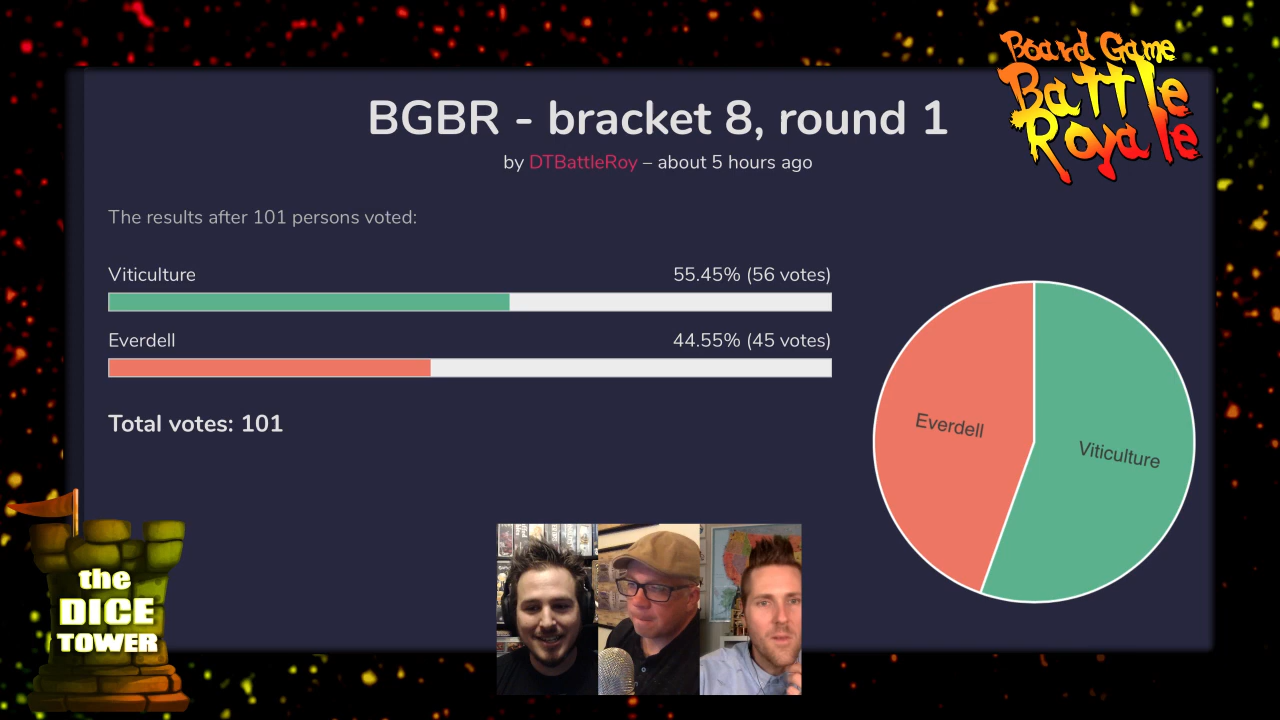 Board Game
Battle
Royale
BGBR - bracket 8, round 1
by DTBattleRoy – about 5 hours ago
The results after 101 persons voted:
Viticulture 55.45% (56 votes)
Everdell 44.55% (45 votes)
Total votes: 101
Everdell
Viticulture
the
DICE
TOWER